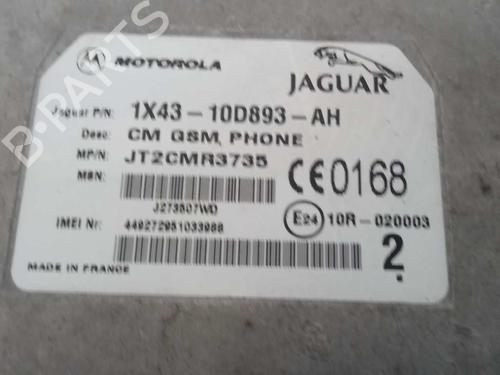 MOTOROLA
JAGUAR
Jaguar P/N: 1X43-10D893-AH
Desc: CM GSM, PHONE
MP/N: JT2CMR3735
MSN:
J273507WD
CE0168
E24 10R-020003
IMEI Nr:
449272951033988
2.
MADE IN FRANCE
B-PARTS